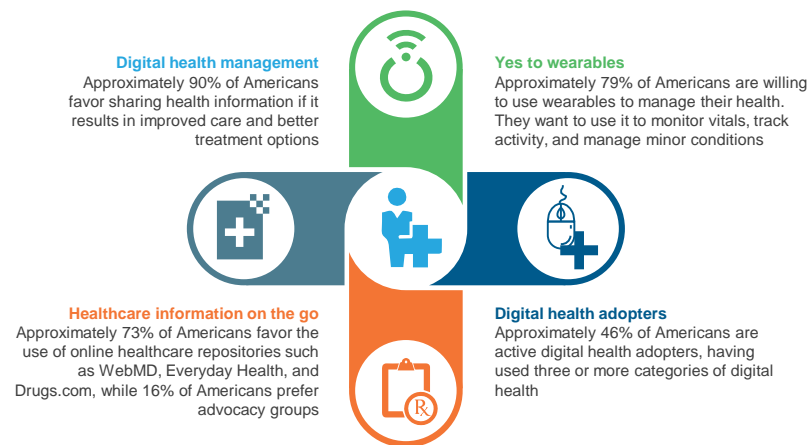 Digital health management
Approximately 90% of Americans
favor sharing health information if it
results in improved care and better
treatment options
Yes to wearables
Approximately 79% of Americans are willing
to use wearables to manage their health.
They want to use it to monitor vitals, track
activity, and manage minor conditions
Healthcare information on the go
Approximately 73% of Americans favor the
use of online healthcare repositories such
as WebMD, Everyday Health, and
Drugs.com, while 16% of Americans prefer
advocacy groups
Digital health adopters
Approximately 46% of Americans are
active digital health adopters, having
used three or more categories of digital
health
Rx